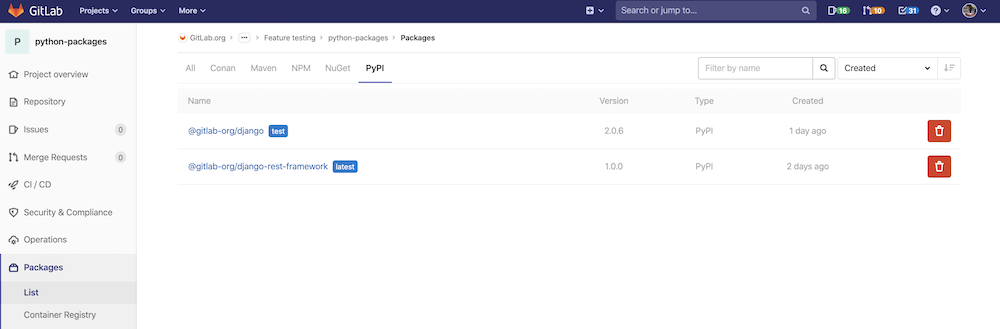 GitLab Projects Groups More Search or jump to... 16 10 31
P python-packages
GitLab.org > ... > Feature testing > python-packages > Packages
All Conan Maven NPM NuGet PyPI Filter by name Created
Project overview
Repository
Issues 0
Merge Requests 0
CI / CD
Security & Compliance
Operations
Packages
List
Container Registry
Name Version Type Created
@gitlab-org/django test 2.0.6 PyPI 1 day ago
@gitlab-org/django-rest-framework latest 1.0.0 PyPI 2 days ago